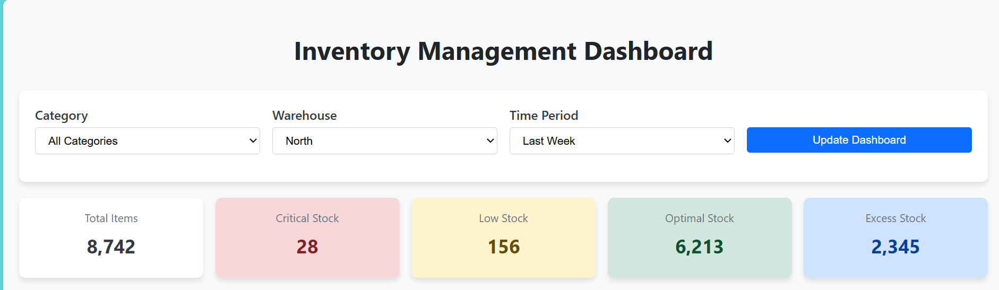 Inventory Management Dashboard
Category
Warehouse
Time Period
All Categories
North
Last Week
Update Dashboard
Total Items
8,742
Critical Stock
28
Low Stock
156
Optimal Stock
6,213
Excess Stock
2,345